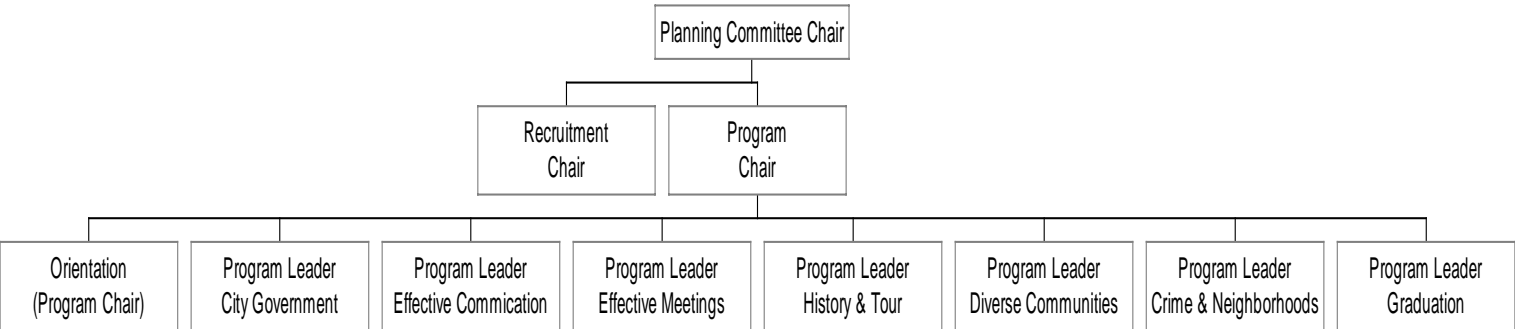 Planning Committee Chair
Recruitment
Chair
Program
Chair
Orientation
(Program Chair)
Program Leader
City Government
Program Leader
Effective Commication
Program Leader
Effective Meetings
Program Leader
History & Tour
Program Leader
Diverse Communities
Program Leader
Crime & Neighborhoods
Program Leader
Graduation